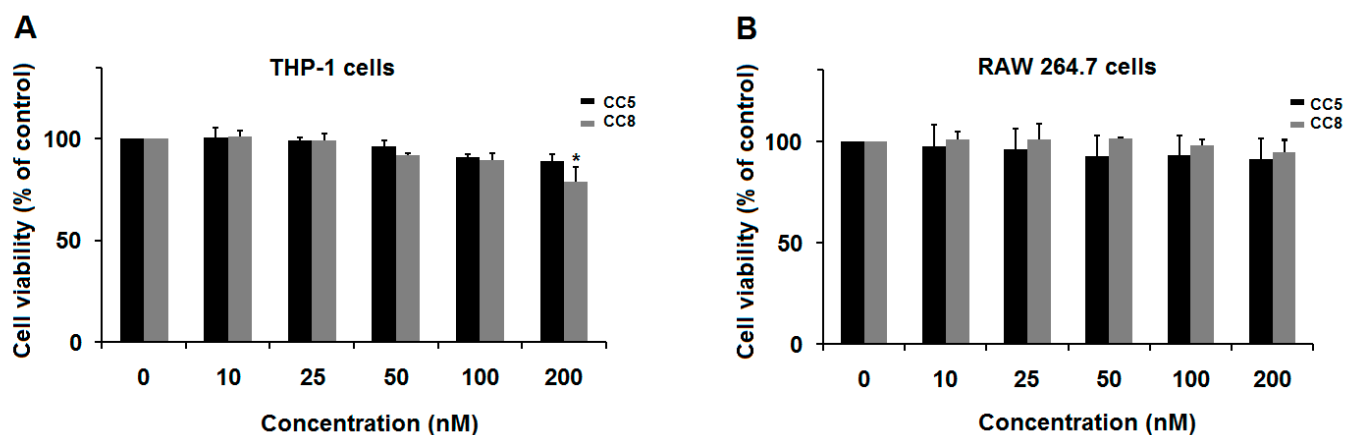 A
THP-1 cells
CC5
CC8
Cell viability (% of control)
100
50
0
*
0 10 25 50 100 200
Concentration (nM)
B
RAW 264.7 cells
CC5
CC8
Cell viability (% of control)
100
50
0
0 10 25 50 100 200
Concentration (nM)